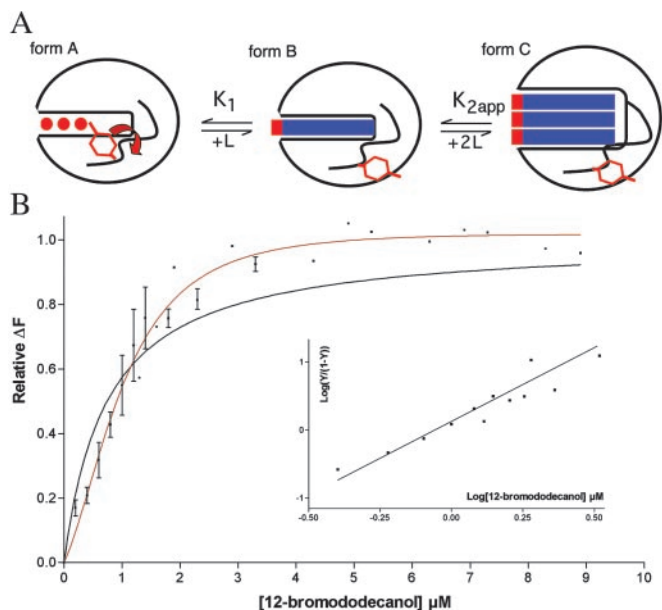 A
form A
form B
form C
K1
+L
K2app
+2L
B
Relative ΔF
1.0
0.8
0.6
0.4
0.2
0.0
0 1 2 3 4 5 6 7 8 9 10
[12-bromododecanol] µM
Log(Y/(1-Y))
1
0
-1
Log[12-bromododecanol] µM
-0.50 -0.25 0.00 0.25 0.50